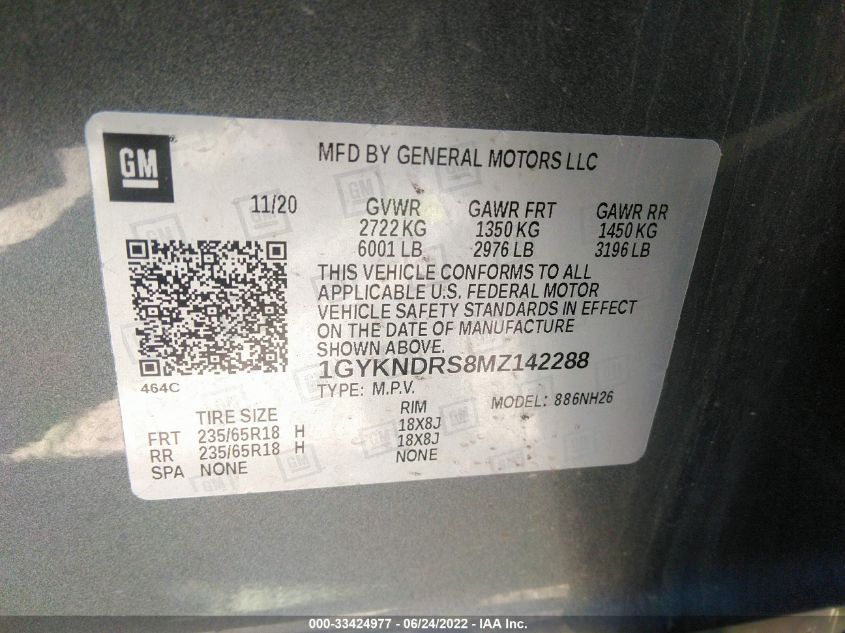 GM
MFD BY GENERAL MOTORS LLC
11/20 GVWR GAWR FRT GAWR RR
2722 KG 1350 KG 1450 KG
6001 LB 2976 LB 3196 LB
THIS VEHICLE CONFORMS TO ALL
APPLICABLE U.S. FEDERAL MOTOR
VEHICLE SAFETY STANDARDS IN EFFECT
ON THE DATE OF MANUFACTURE
SHOWN ABOVE.
1GYKNDRS8MZ142288
464C
TYPE: M.P.V. MODEL: 886NH26
TIRE SIZE RIM
FRT 235/65R18 H 18X8J
RR 235/65R18 H 18X8J
SPA NONE NONE
000-33424977 - 06/24/2022 - IAA Inc.